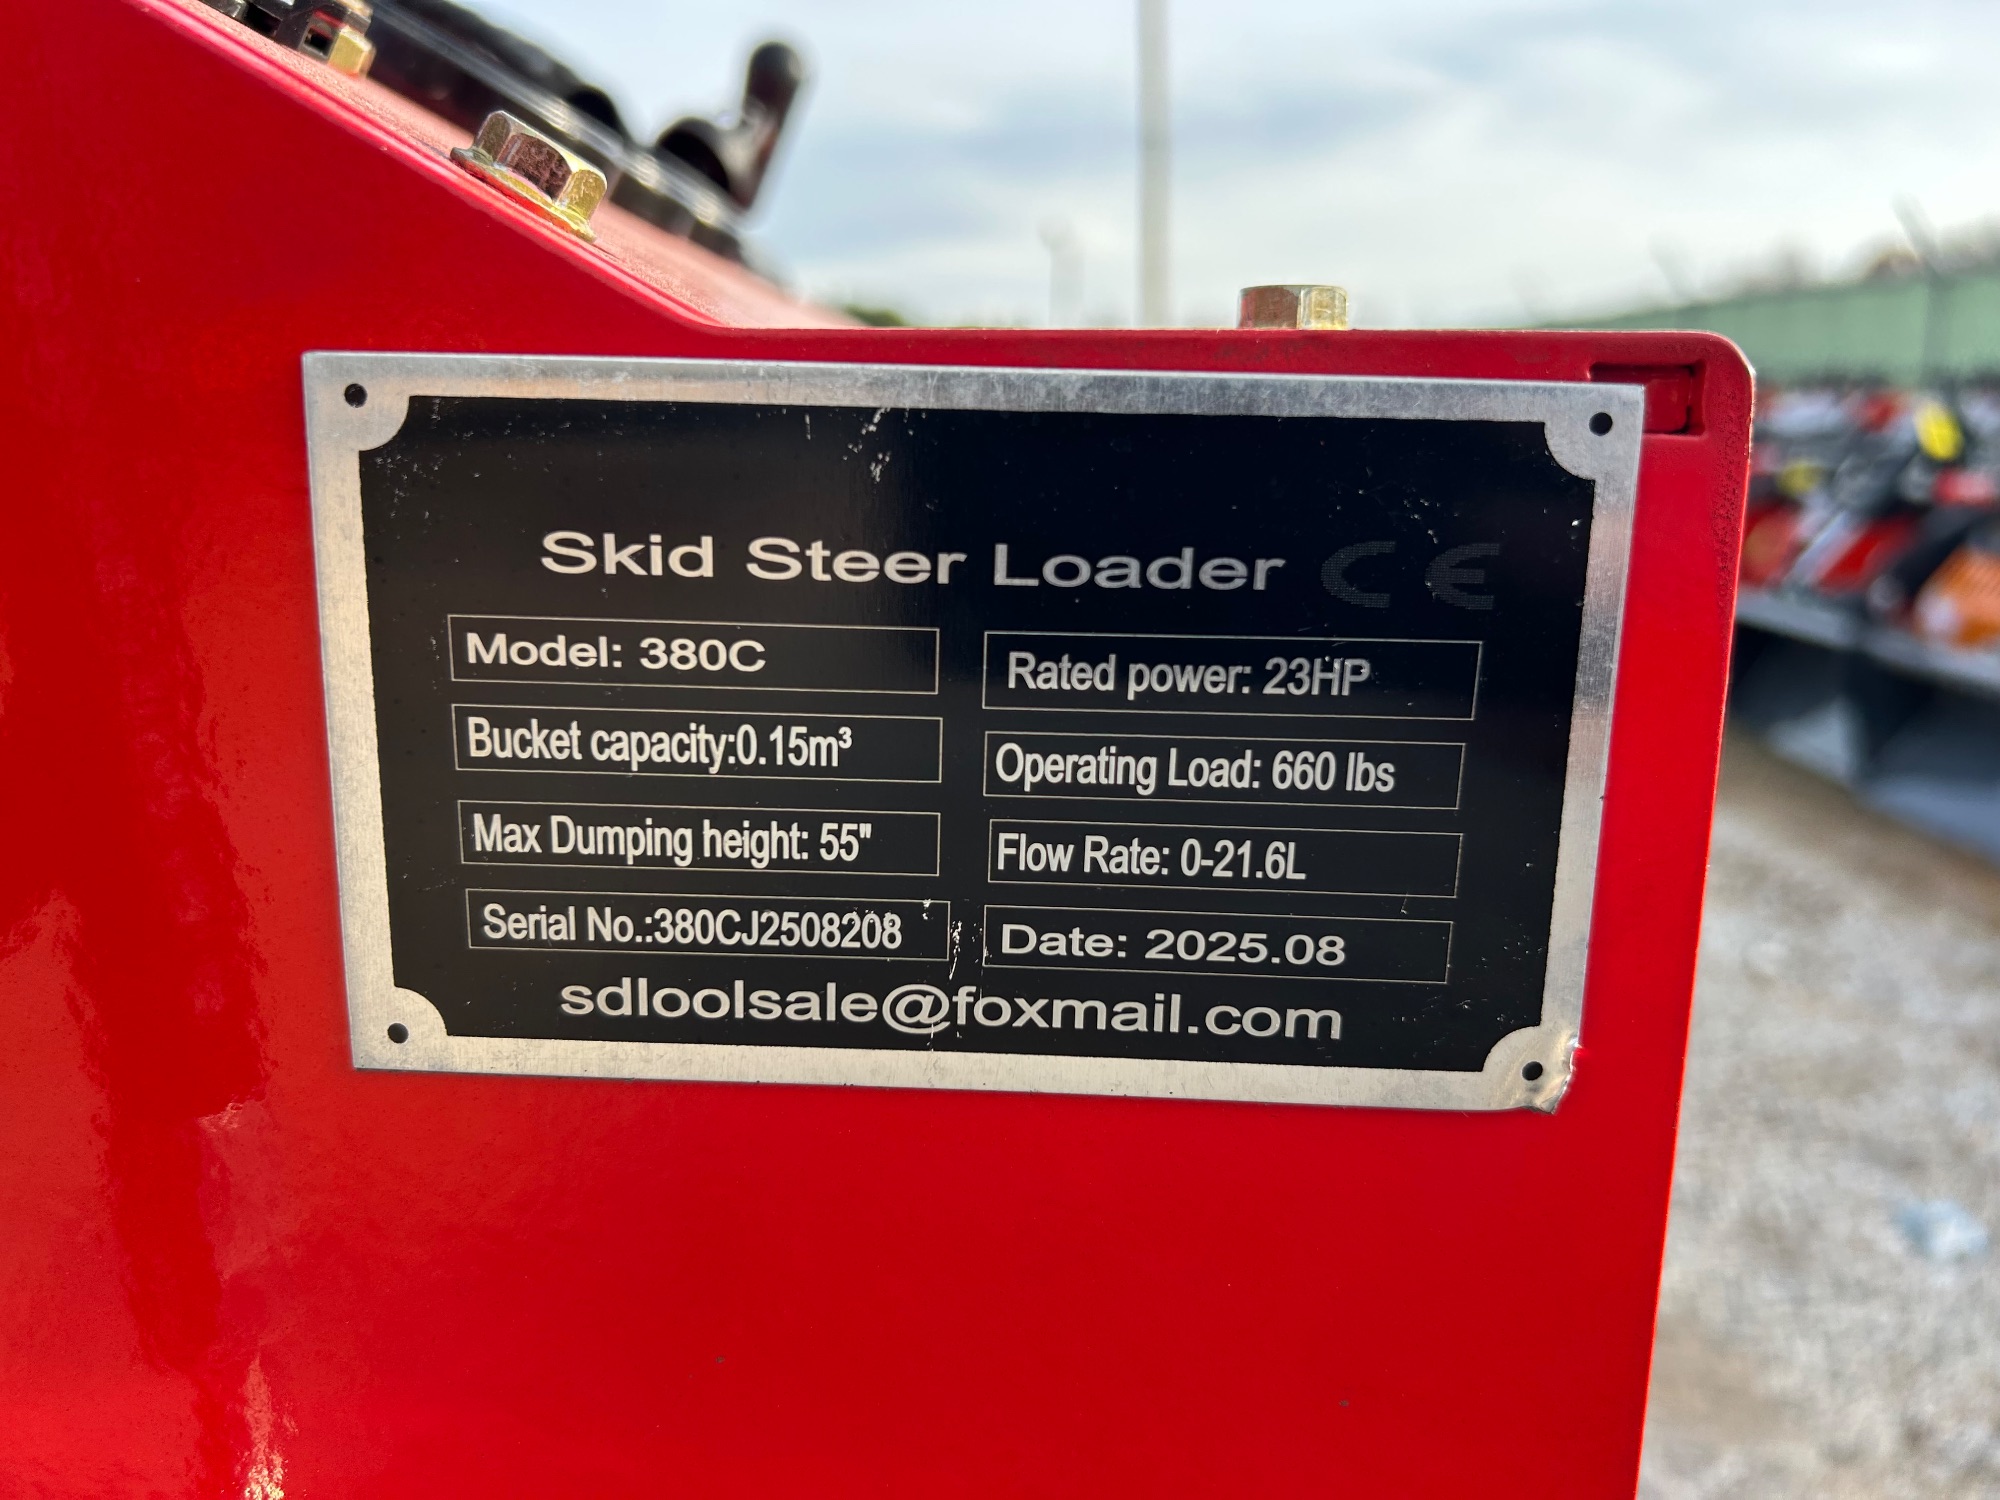 Skid Steer Loader CE
Model: 380C
Rated power: 23HP
Bucket capacity:0.15m³
Operating Load: 660 lbs
Max Dumping height: 55"
Flow Rate: 0-21.6L
Serial No.:380CJ2508208
Date: 2025.08
sdloolsale@foxmail.com